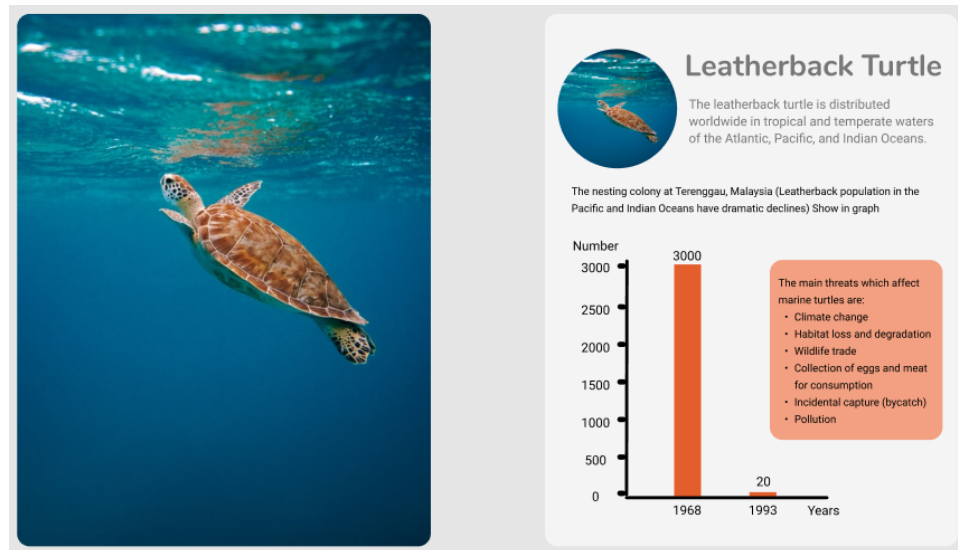 Leatherback Turtle
The leatherback turtle is distributed
worldwide in tropical and temperate waters
of the Atlantic, Pacific, and Indian Oceans.
The nesting colony at Terenggau, Malaysia (Leatherback population in the
Pacific and Indian Oceans have dramatic declines) Show in graph
Number
3000
3000
2500
2000
1500
1000
500
0
20
1968
1993
Years
The main threats which affect
marine turtles are:
• Climate change
• Habitat loss and degradation
• Wildlife trade
• Collection of eggs and meat
for consumption
• Incidental capture (bycatch)
• Pollution